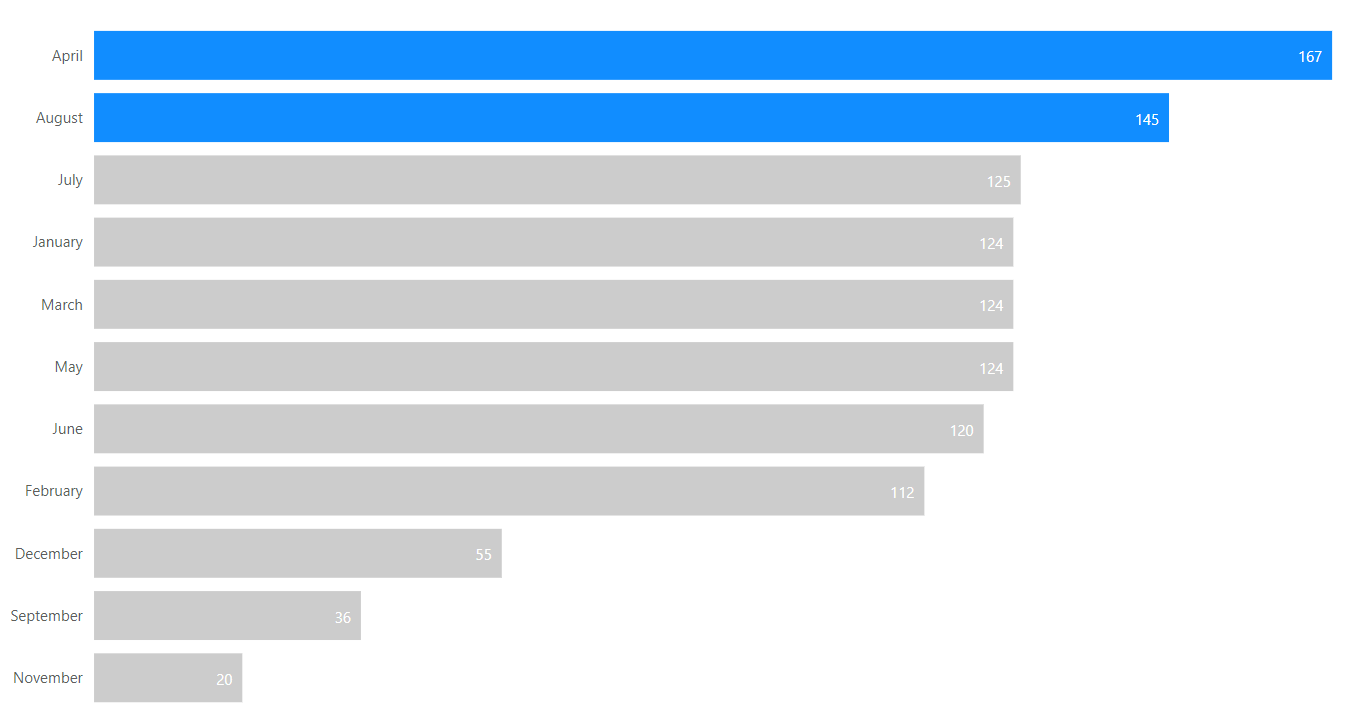 April 167
August 145
July 125
January 124
March 124
May 124
June 120
February 112
December 55
September 36
November 20